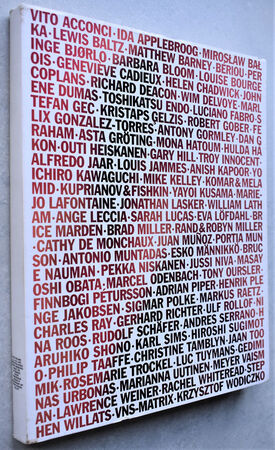 VITO ACCONCI·IDA APPLEBROOG·MIROSLAW BAL
KA·LEWIS BALTZ·MATTHEW BARNEY·BERIOU·PER
INGE BJØRLO·BARBARA BLOOM·LOUISE BOURGE
OIS·GENEVIEVE CADIEUX·HELEN CHADWICK·JOHN
COPLANS·RICHARD DEACON·WIM DELVOYE·MARL
ENE DUMAS·TOSHIKATSU ENDO·LUCIANO FABRO·S
TEFAN GEC·KRISTAPS GELZIS·ROBERT GOBER·FE
LIX GONZALEZ-TORRES·ANTONY GORMLEY·DAN G
RAHAM·ASTA GRÖTING·MONA HATOUM·HULDA HÁ
KON·OUTI HEISKANEN·GARY HILL·TROY INNOCENT·
ALFREDO JAAR·LOUIS JAMMES·ANISH KAPOOR·YO
ICHIRO KAWAGUCHI·MIKE KELLEY·KOMAR & MELA
MID·KUPRIANOV&FISHKIN·YAYOI KUSAMA·MARIE-
JO LAFONTAINE·JONATHAN LASKER·WILLIAM LATH
AM·ANGE LECCIA·SARAH LUCAS·EVA LÖFDAHL·BR
ICE MARDEN·BRAD MILLER·RAND&ROBYN MILLER
·CATHY DE MONCHAUX·JUAN MUÑOZ·PORTIA MUN
SON·ANTONIO MUNTADAS·ESKO MÄNNIKKÖ·BRUC
E NAUMAN·PEKKA NISKANEN·JUSSI NIVA·MASAY
OSHI OBATA·MARCEL ODENBACH·TONY OURSLER·
FINNBOGI PÉTURSSON·ADRIAN PIPER·HENRIK PLE
NGE JAKOBSEN·SIGMAR POLKE·MARKUS RAETZ·
CHARLES RAY·GERHARD RICHTER·ULF ROLLOF·NI
NA ROOS·RUDOLF SCHÄFER·ANDRES SERRANO·H
ARUHIKO SHONO·KARL SIMS·HIROSHI SUGIMOT
O·PHILIP TAAFFE·CHRISTINE TAMBLYN·JAAN TOO
MIK·ROSEMARIE TROCKEL·LUC TUYMANS·GEDIMI
NAS URBONAS·MARIANNA UUTINEN·MEYER VAISM
AN·LAWRENCE WEINER·RACHEL WHITEREAD·STEP
HEN WILLATS·VNS-MATRIX·KRZYSZTOF WODICZKO